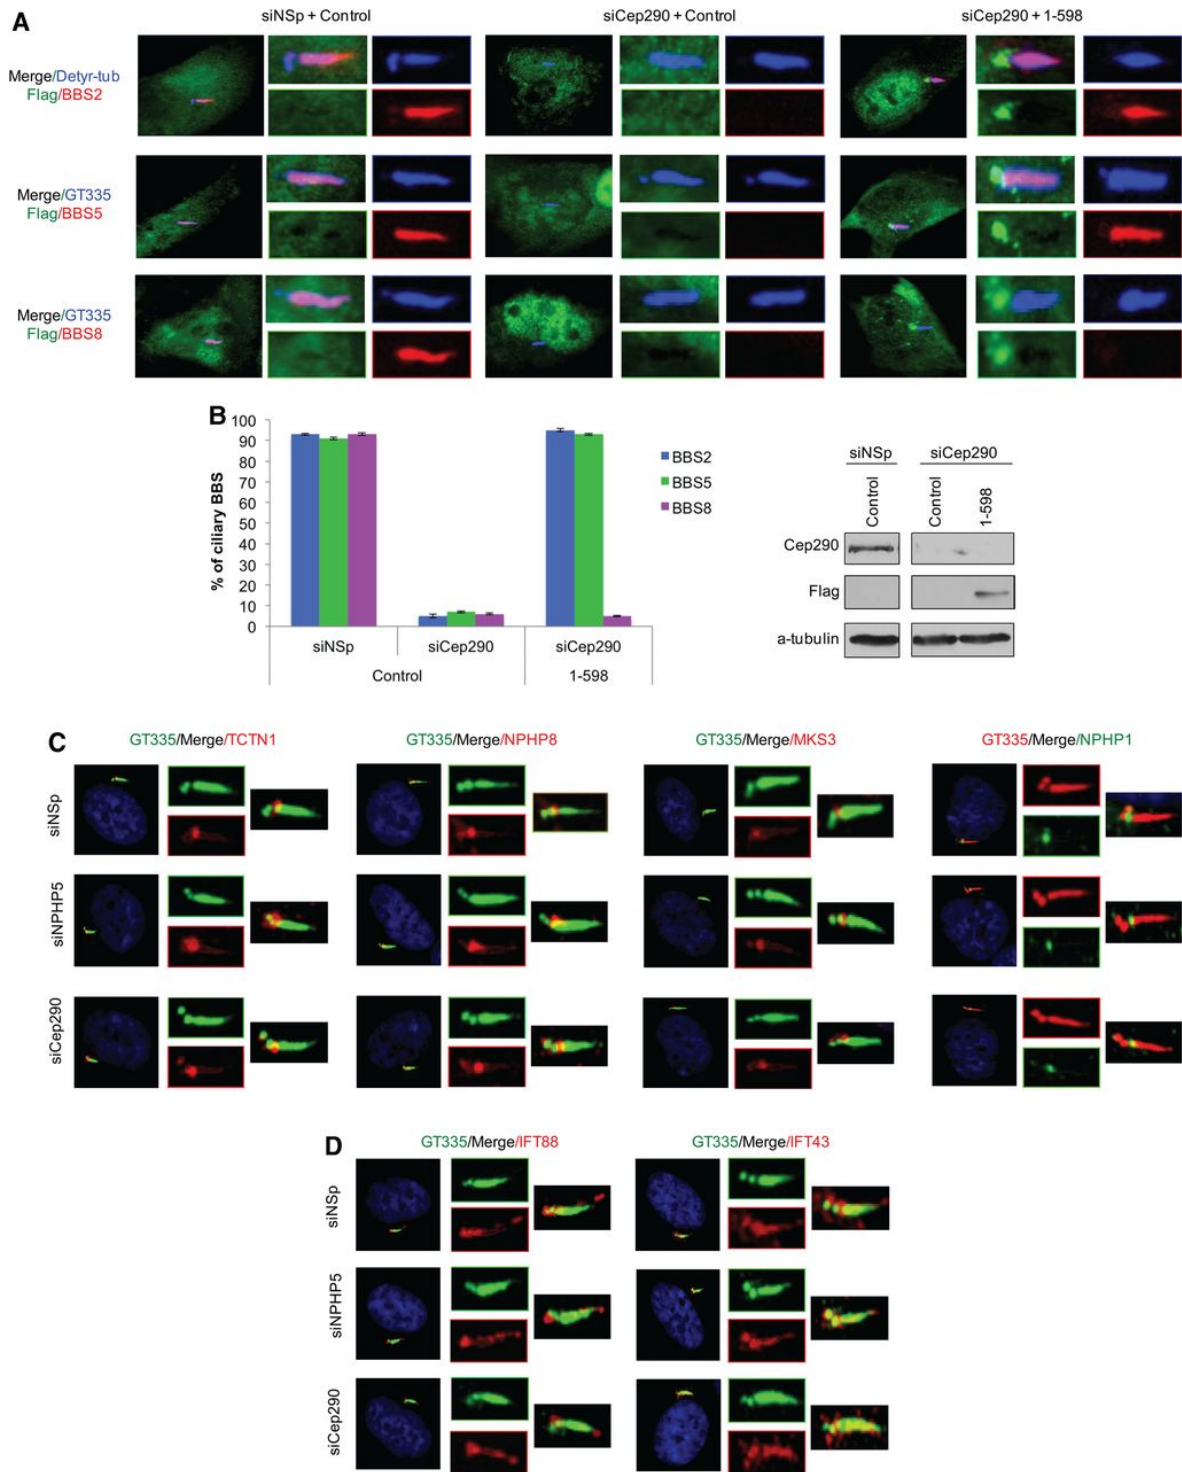 A
siNSp + Control
siCep290 + Control
siCep290 + 1-598
Merge/Detyr-tub
Flag/BBS2
Merge/GT335
Flag/BBS5
Merge/GT335
Flag/BBS8
B
100
90
80
70
60
50
40
30
20
10
0
% of ciliary BBS
siNSp
siCep290
siCep290
Control
1-598
BBS2
BBS5
BBS8
siNSp
siCep290
Control
Control
1-598
Cep290
Flag
a-tubulin
C
GT335/Merge/TCTN1
GT335/Merge/NPHP8
GT335/Merge/MKS3
GT335/Merge/NPHP1
siNSp
siNPHP5
siCep290
D
GT335/Merge/IFT88
GT335/Merge/IFT43
siNSp
siNPHP5
siCep290